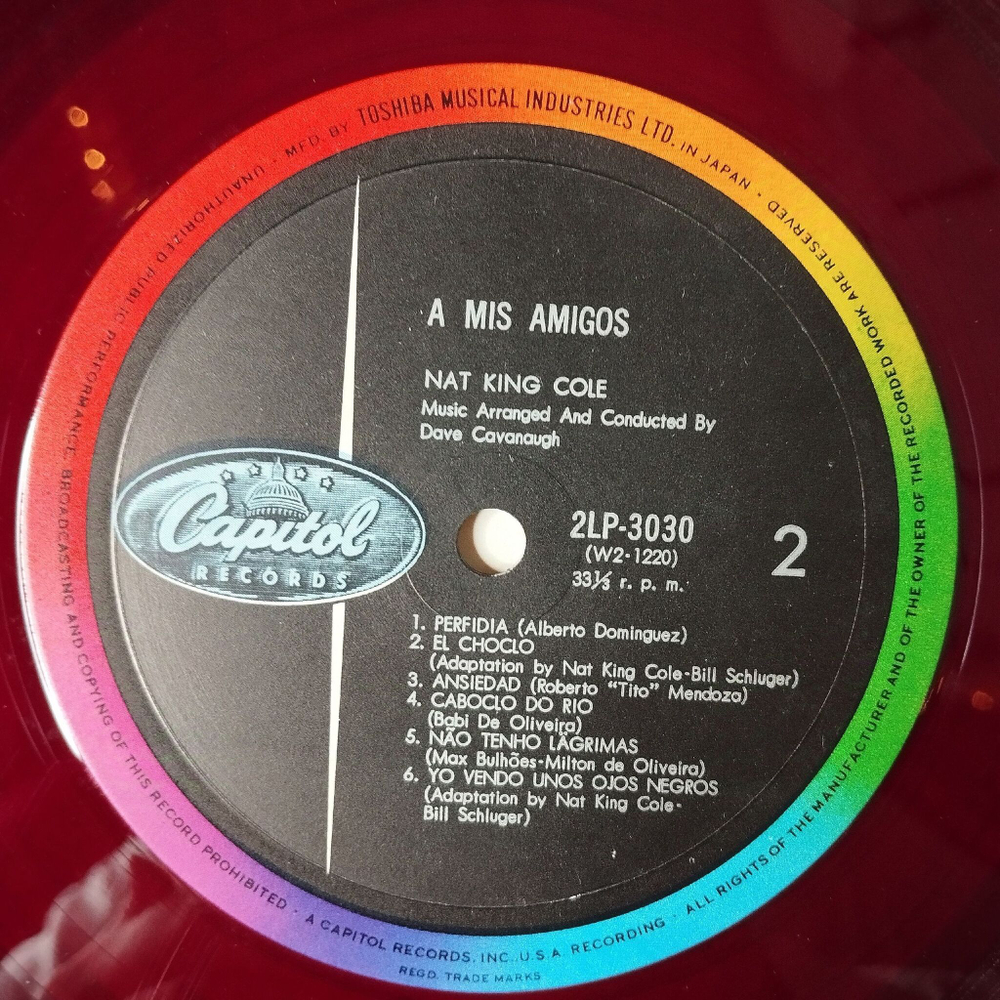 MFD. BY TOSHIBA MUSICAL INDUSTRIES LTD. IN JAPAN · ALL RIGHTS OF THE MANUFACTURER AND OF THE OWNER OF THE RECORDED WORK ARE RESERVED
UNAUTHORIZED PUBLIC PERFORMANCE, BROADCASTING AND COPYING OF THIS RECORD PROHIBITED · A CAPITOL RECORDS, INC., U.S.A. RECORDING ·
REGD. TRADE MARKS
A MIS AMIGOS
NAT KING COLE
Music Arranged And Conducted By
Dave Cavanaugh
Capitol
RECORDS
2LP-3030
(W2-1220)
33⅓ r. p. m.
2
1. PERFIDIA (Alberto Dominguez)
2. EL CHOCLO
(Adaptation by Nat King Cole-Bill Schluger)
3. ANSIEDAD (Roberto "Tito" Mendoza)
4. CABOCLO DO RIO
(Babi De Oliveira)
5. NÃO TENHO LÁGRIMAS
(Max Bulhões-Milton de Oliveira)
6. YO VENDO UNOS OJOS NEGROS
(Adaptation by Nat King Cole-
Bill Schluger)